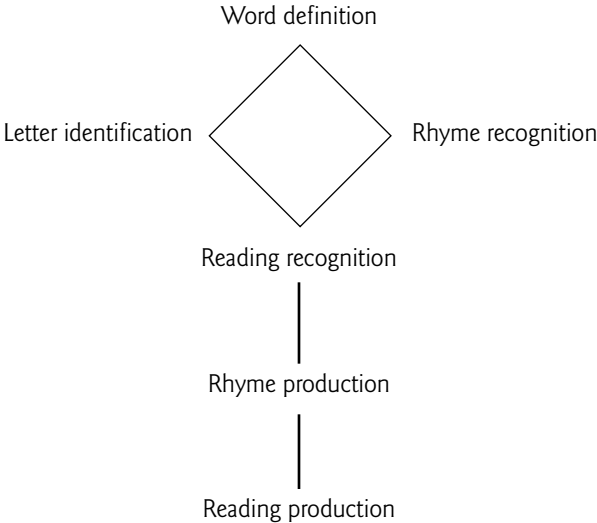 Word definition
Letter identification
Rhyme recognition
Reading recognition
Rhyme production
Reading production